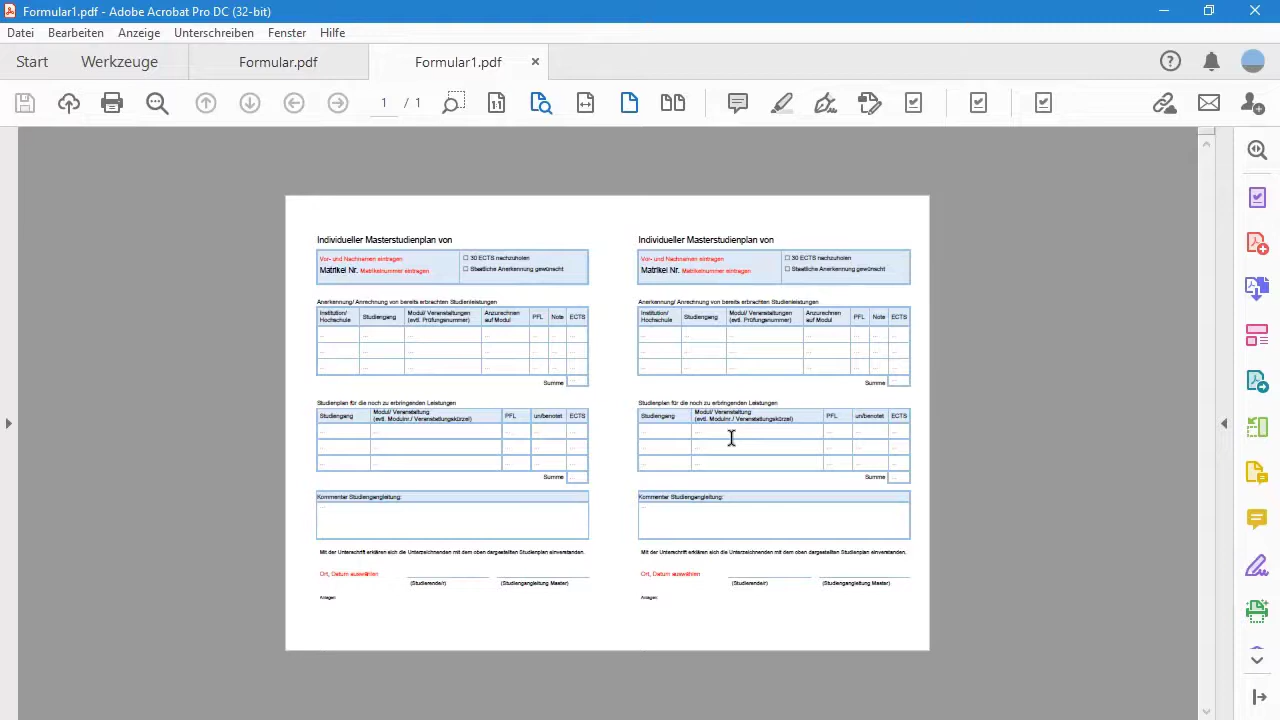 Formular1.pdf - Adobe Acrobat Pro DC (32-bit)
Datei Bearbeiten Anzeige Unterschreiben Fenster Hilfe
Start Werkzeuge Formular.pdf Formular1.pdf
1 / 1
Individueller Masterstudienplan von
Vor- und Nachnamen eintragen
Matrikel Nr. Matrikelnummer eintragen
☐ 30 ECTS nachzuholen
☐ Staatliche Anerkennung gewünscht
Anerkennung/ Anrechnung von bereits erbrachten Studienleistungen
Institution/ Hochschule Studiengang Modul/ Veranstaltungen (evtl. Prüfungsnummer) Anzurechnen auf Modul PFL Note ECTS
Summe
Studienplan für die noch zu erbringenden Leistungen
Studiengang Modul/ Veranstaltung (evtl. Modulnr./ Veranstaltungskürzel) PFL un/benotet ECTS
Summe
Kommentar Studiengangleitung:
Mit der Unterschrift erklären sich die Unterzeichnenden mit dem oben dargestellten Studienplan einverstanden.
Ort, Datum auswählen
(Studierende/r) (Studiengangleitung Master)
Anlagen:
Individueller Masterstudienplan von
Vor- und Nachnamen eintragen
Matrikel Nr. Matrikelnummer eintragen
☐ 30 ECTS nachzuholen
☐ Staatliche Anerkennung gewünscht
Anerkennung/ Anrechnung von bereits erbrachten Studienleistungen
Institution/ Hochschule Studiengang Modul/ Veranstaltungen (evtl. Prüfungsnummer) Anzurechnen auf Modul PFL Note ECTS
Summe
Studienplan für die noch zu erbringenden Leistungen
Studiengang Modul/ Veranstaltung (evtl. Modulnr./ Veranstaltungskürzel) PFL un/benotet ECTS
Summe
Kommentar Studiengangleitung:
Mit der Unterschrift erklären sich die Unterzeichnenden mit dem oben dargestellten Studienplan einverstanden.
Ort, Datum auswählen
(Studierende/r) (Studiengangleitung Master)
Anlagen: